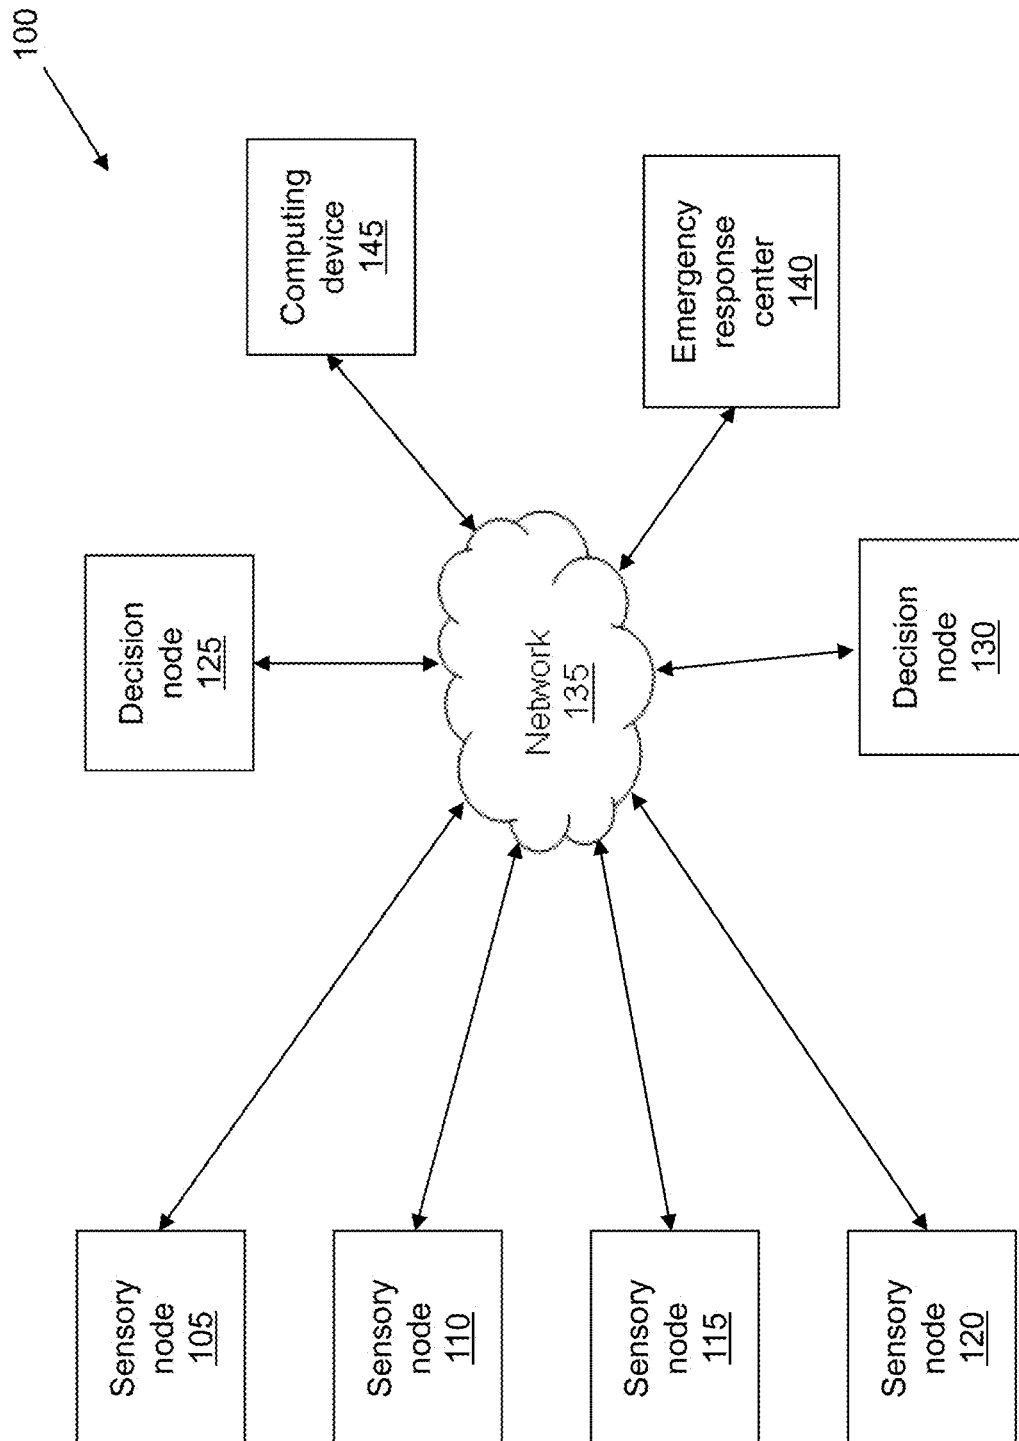 100
Sensory
node
105
Sensory
node
110
Sensory
node
115
Sensory
node
120
Decision
node
125
Network
135
Decision
node
130
Computing
device
145
Emergency
response
center
140